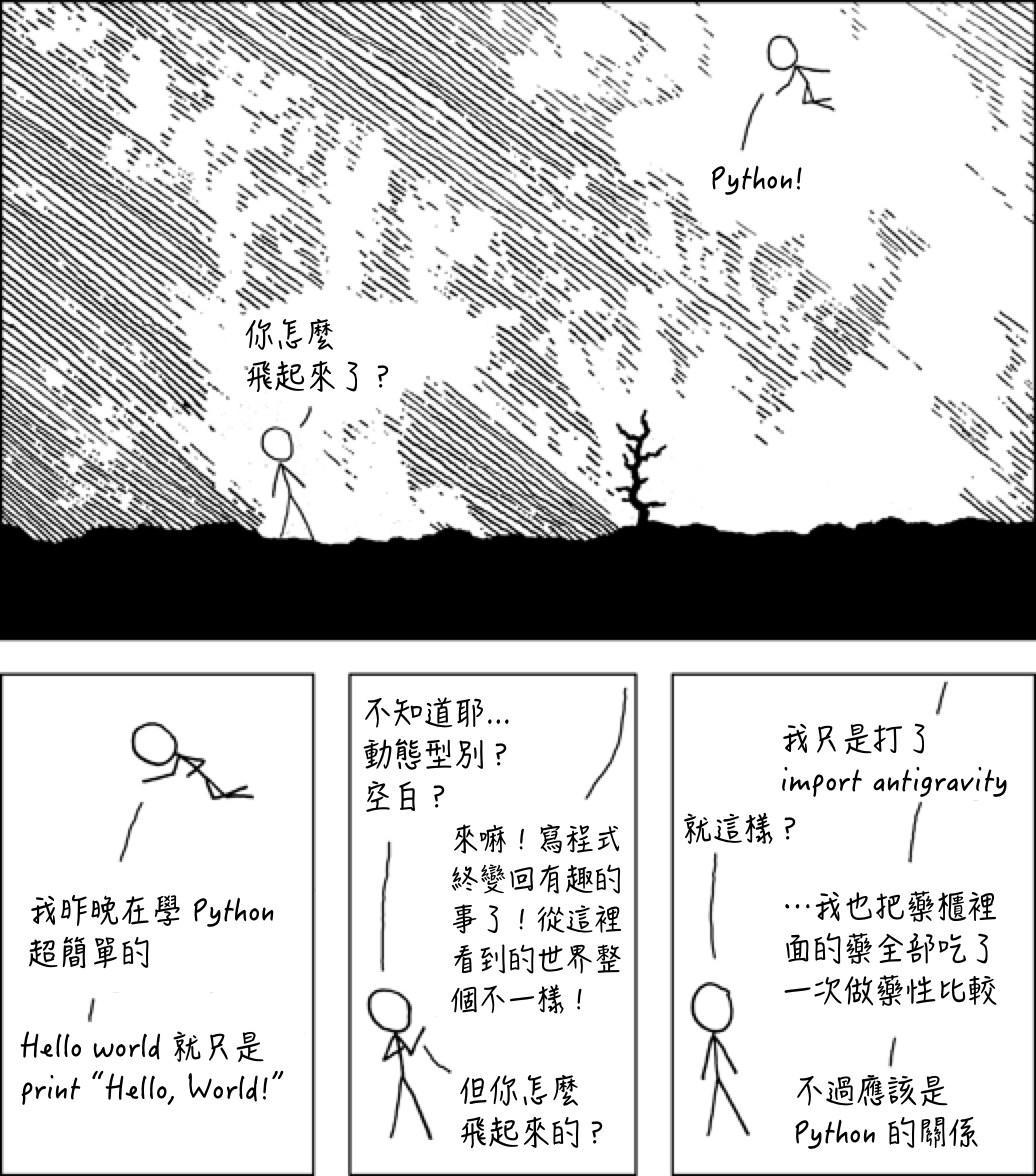 你怎麼
飛起來了？
Python!
我昨晚在學 Python
超簡單的
Hello world 就只是
print “Hello, World!”
不知道耶...
動態型別？
空白？
來嘛！寫程式
終變回有趣的
事了！從這裡
看到的世界整
個不一樣！
但你怎麼
飛起來的？
我只是打了
import antigravity
就這樣？
…我也把藥櫃裡
面的藥全部吃了
一次做藥性比較
不過應該是
Python 的關係